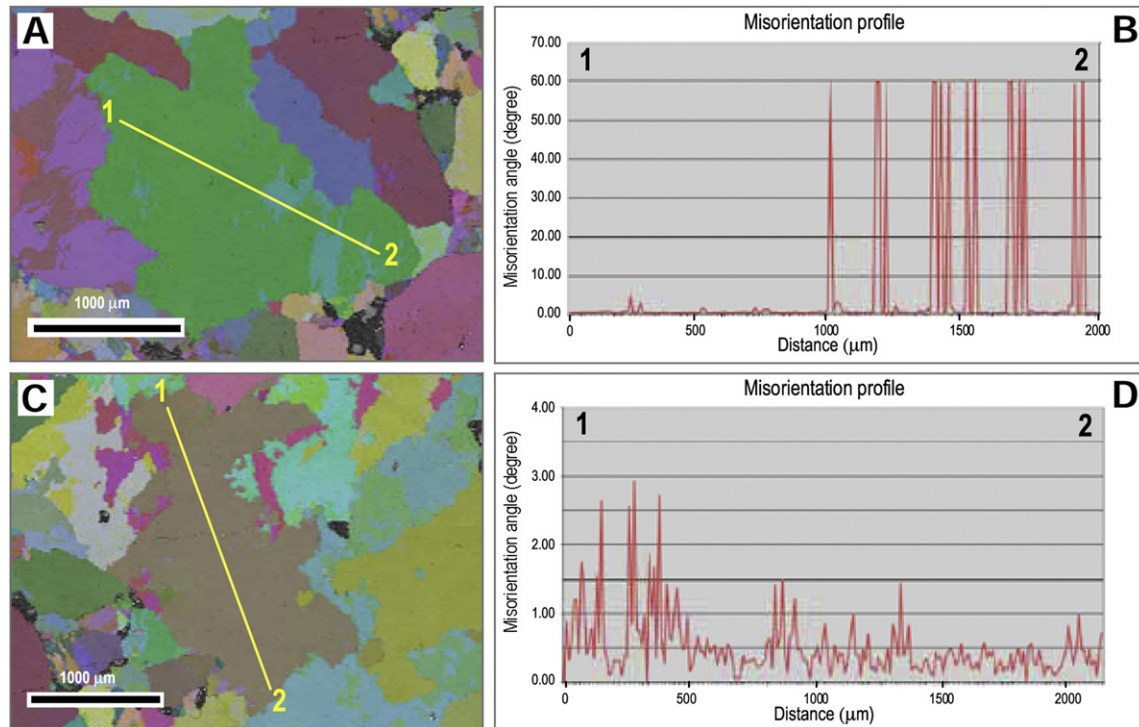 A
1
2
1000 μm
B
Misorientation profile
1
2
Misorientation angle (degree)
70.00
60.00
50.00
40.00
30.00
20.00
10.00
0.00
0
500
1000
1500
2000
Distance (μm)
C
1
2
1000 μm
D
Misorientation profile
1
2
Misorientation angle (degree)
4.00
3.00
2.00
1.00
0.00
0
500
1000
1500
2000
Distance (μm)